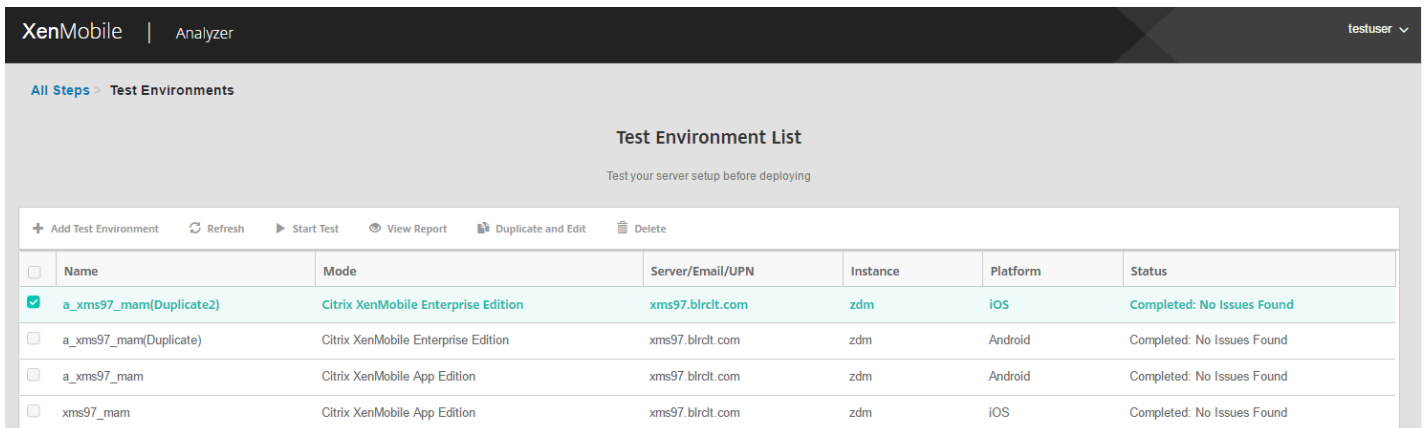 XenMobile | Analyzer testuser
All Steps > Test Environments
Test Environment List
Test your server setup before deploying
Add Test Environment Refresh Start Test View Report Duplicate and Edit Delete
Name Mode Server/Email/UPN Instance Platform Status
a_xms97_mam(Duplicate2) Citrix XenMobile Enterprise Edition xms97.blrclt.com zdm iOS Completed: No Issues Found
a_xms97_mam(Duplicate) Citrix XenMobile Enterprise Edition xms97.blrclt.com zdm Android Completed: No Issues Found
a_xms97_mam Citrix XenMobile App Edition xms97.blrclt.com zdm Android Completed: No Issues Found
xms97_mam Citrix XenMobile App Edition xms97.blrclt.com zdm iOS Completed: No Issues Found